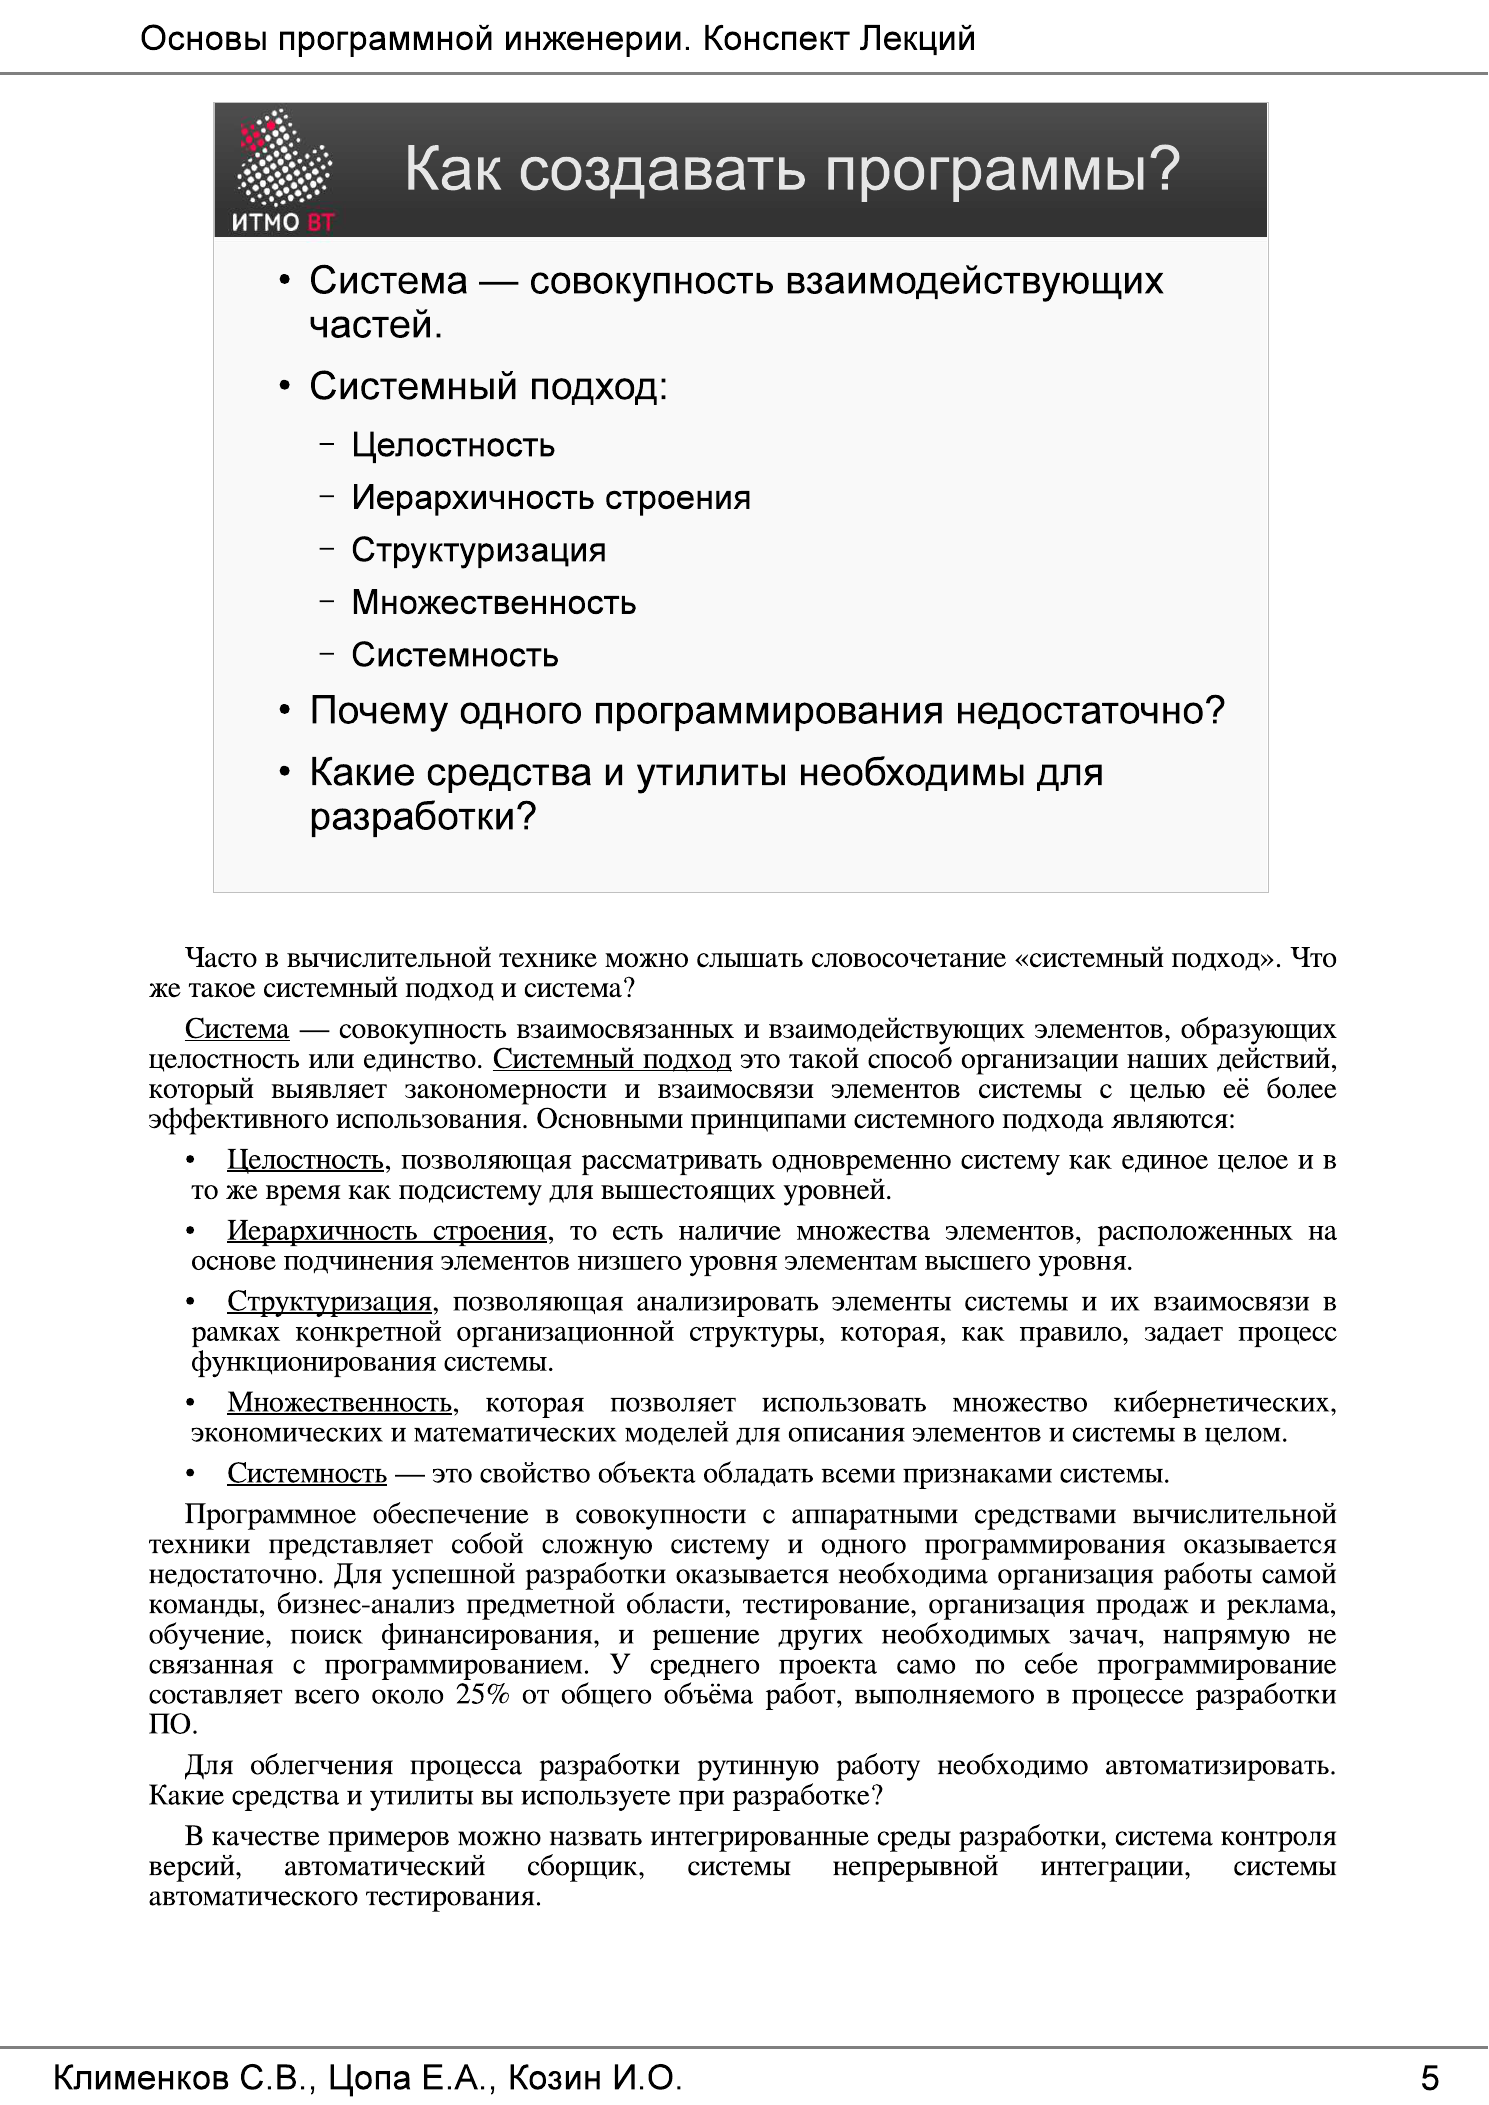 Основы программной инженерии. Конспект Лекций
ИТМО ВТ
Как создавать программы?
• Система — совокупность взаимодействующих
частей.
• Системный подход:
– Целостность
– Иерархичность строения
– Структуризация
– Множественность
– Системность
• Почему одного программирования недостаточно?
• Какие средства и утилиты необходимы для
разработки?
Часто в вычислительной технике можно слышать словосочетание «системный подход». Что
же такое системный подход и система?
Система — совокупность взаимосвязанных и взаимодействующих элементов, образующих
целостность или единство. Системный подход это такой способ организации наших действий,
который выявляет закономерности и взаимосвязи элементов системы с целью её более
эффективного использования. Основными принципами системного подхода являются:
• Целостность, позволяющая рассматривать одновременно систему как единое целое и в
то же время как подсистему для вышестоящих уровней.
• Иерархичность строения, то есть наличие множества элементов, расположенных на
основе подчинения элементов низшего уровня элементам высшего уровня.
• Структуризация, позволяющая анализировать элементы системы и их взаимосвязи в
рамках конкретной организационной структуры, которая, как правило, задает процесс
функционирования системы.
• Множественность, которая позволяет использовать множество кибернетических,
экономических и математических моделей для описания элементов и системы в целом.
• Системность — это свойство объекта обладать всеми признаками системы.
Программное обеспечение в совокупности с аппаратными средствами вычислительной
техники представляет собой сложную систему и одного программирования оказывается
недостаточно. Для успешной разработки оказывается необходима организация работы самой
команды, бизнес-анализ предметной области, тестирование, организация продаж и реклама,
обучение, поиск финансирования, и решение других необходимых зачач, напрямую не
связанная с программированием. У среднего проекта само по себе программирование
составляет всего около 25% от общего объёма работ, выполняемого в процессе разработки
ПО.
Для облегчения процесса разработки рутинную работу необходимо автоматизировать.
Какие средства и утилиты вы используете при разработке?
В качестве примеров можно назвать интегрированные среды разработки, система контроля
версий, автоматический сборщик, системы непрерывной интеграции, системы
автоматического тестирования.
Клименков С.В., Цопа Е.А., Козин И.О.
5